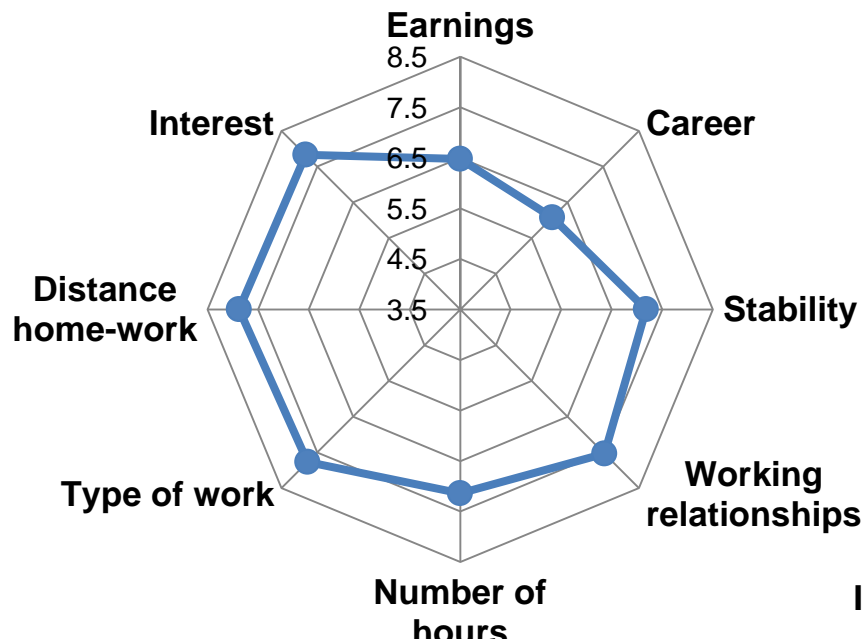 Earnings
8.5
7.5
6.5
5.5
4.5
3.5
Career
Stability
Working
relationships
Number of
hours
Type of work
Distance
home-work
Interest